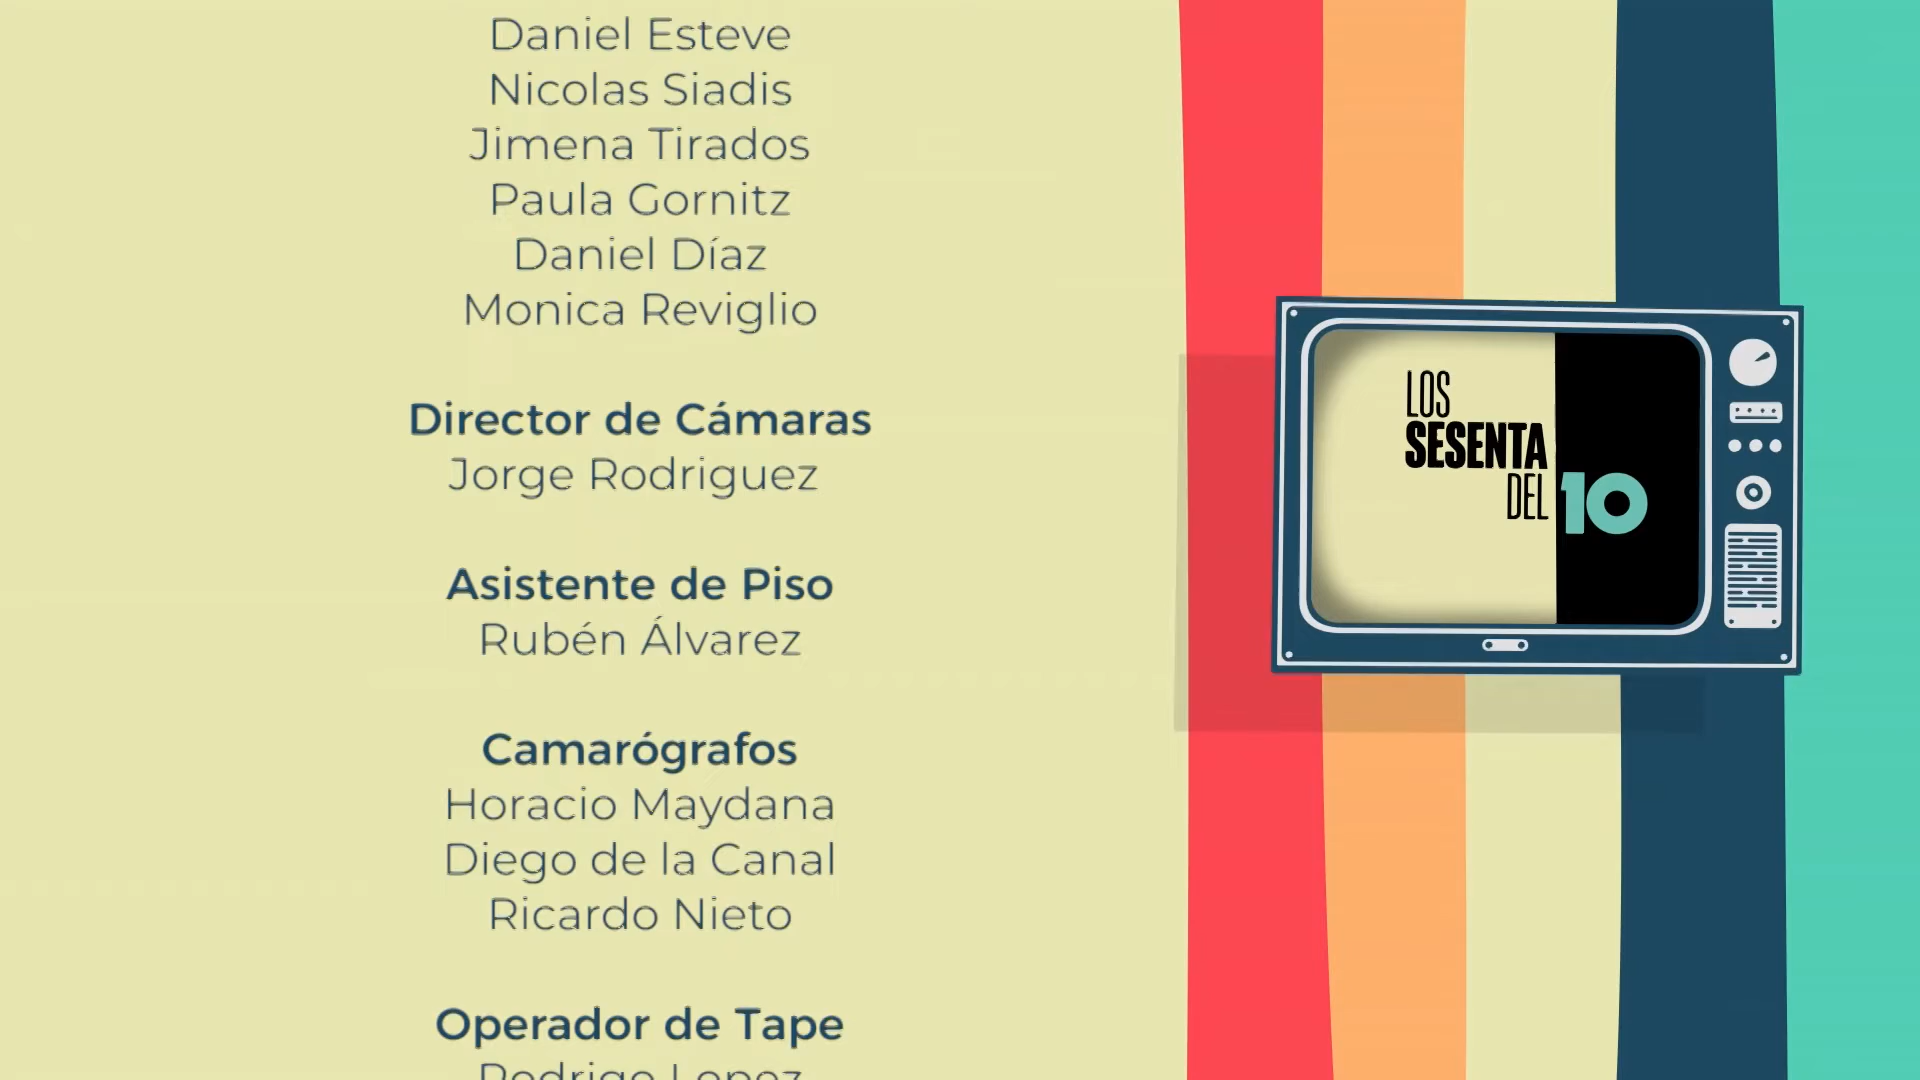 Daniel Esteve
Nicolas Siadis
Jimena Tirados
Paula Gornitz
Daniel Díaz
Monica Reviglio
Director de Cámaras
Jorge Rodriguez
Asistente de Piso
Rubén Álvarez
Camarógrafos
Horacio Maydana
Diego de la Canal
Ricardo Nieto
Operador de Tape
Rodrigo Lopez
LOS
SESENTA
DEL 10